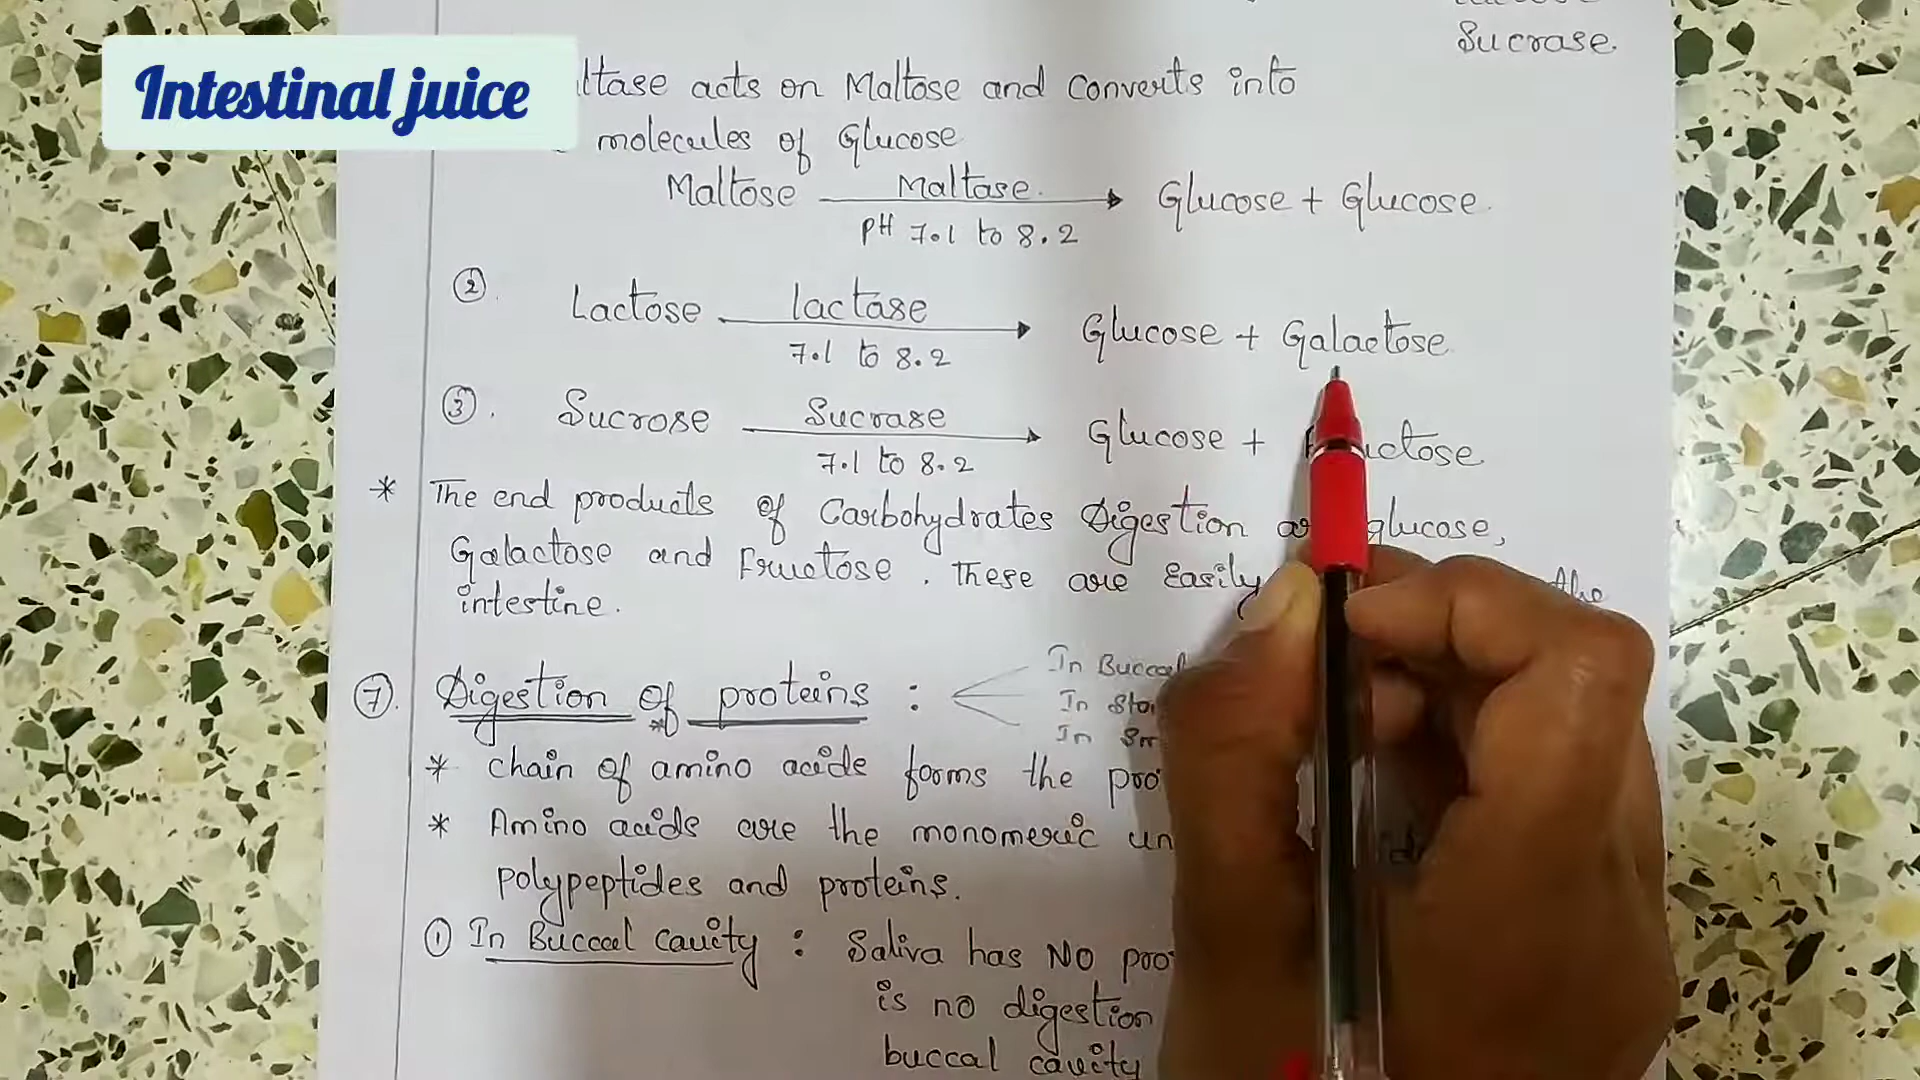 Sucrase
Intestinal juice
acts on Maltose and converts into
molecules of Glucose
Maltose Maltase Glucose + Glucose
PH 7.1 to 8.2
2 Lactose lactase Glucose + Galactose
7.1 to 8.2
3. Sucrose Sucrase Glucose +
7.1 to 8.2
* The end products of Carbohydrates Digestion glucose,
Galactose and Fructose. These are Easily the
intestine.
7. Digestion of proteins : In
In
In
* chain of amino acids forms the
* Amino acids are the monomeric
polypeptides and proteins.
1 In Buccal cavity : Saliva has NO
is no digestion
buccal cavity